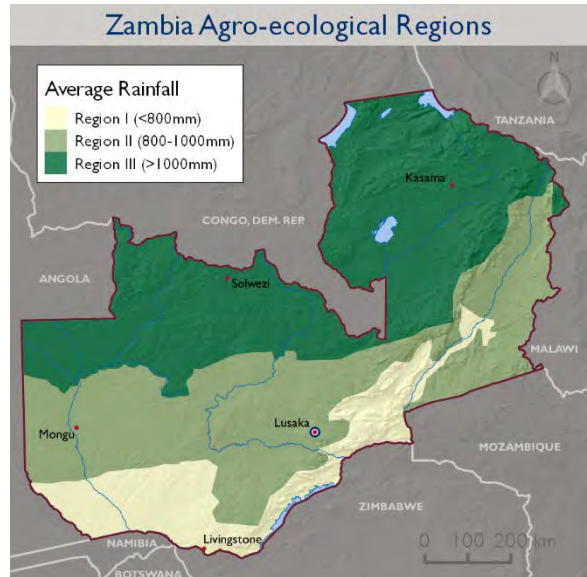 Zambia Agro-ecological Regions
Average Rainfall
Region I (<800mm)
Region II (800-1000mm)
Region III (>1000mm)
N
TANZANIA
Kasama
CONGO, DEM. REP.
ANGOLA
Solwezi
MALAWI
Lusaka
Mongu
MOZAMBIQUE
ZIMBABWE
Livingstone
NAMIBIA
BOTSWANA
0 100 200 km